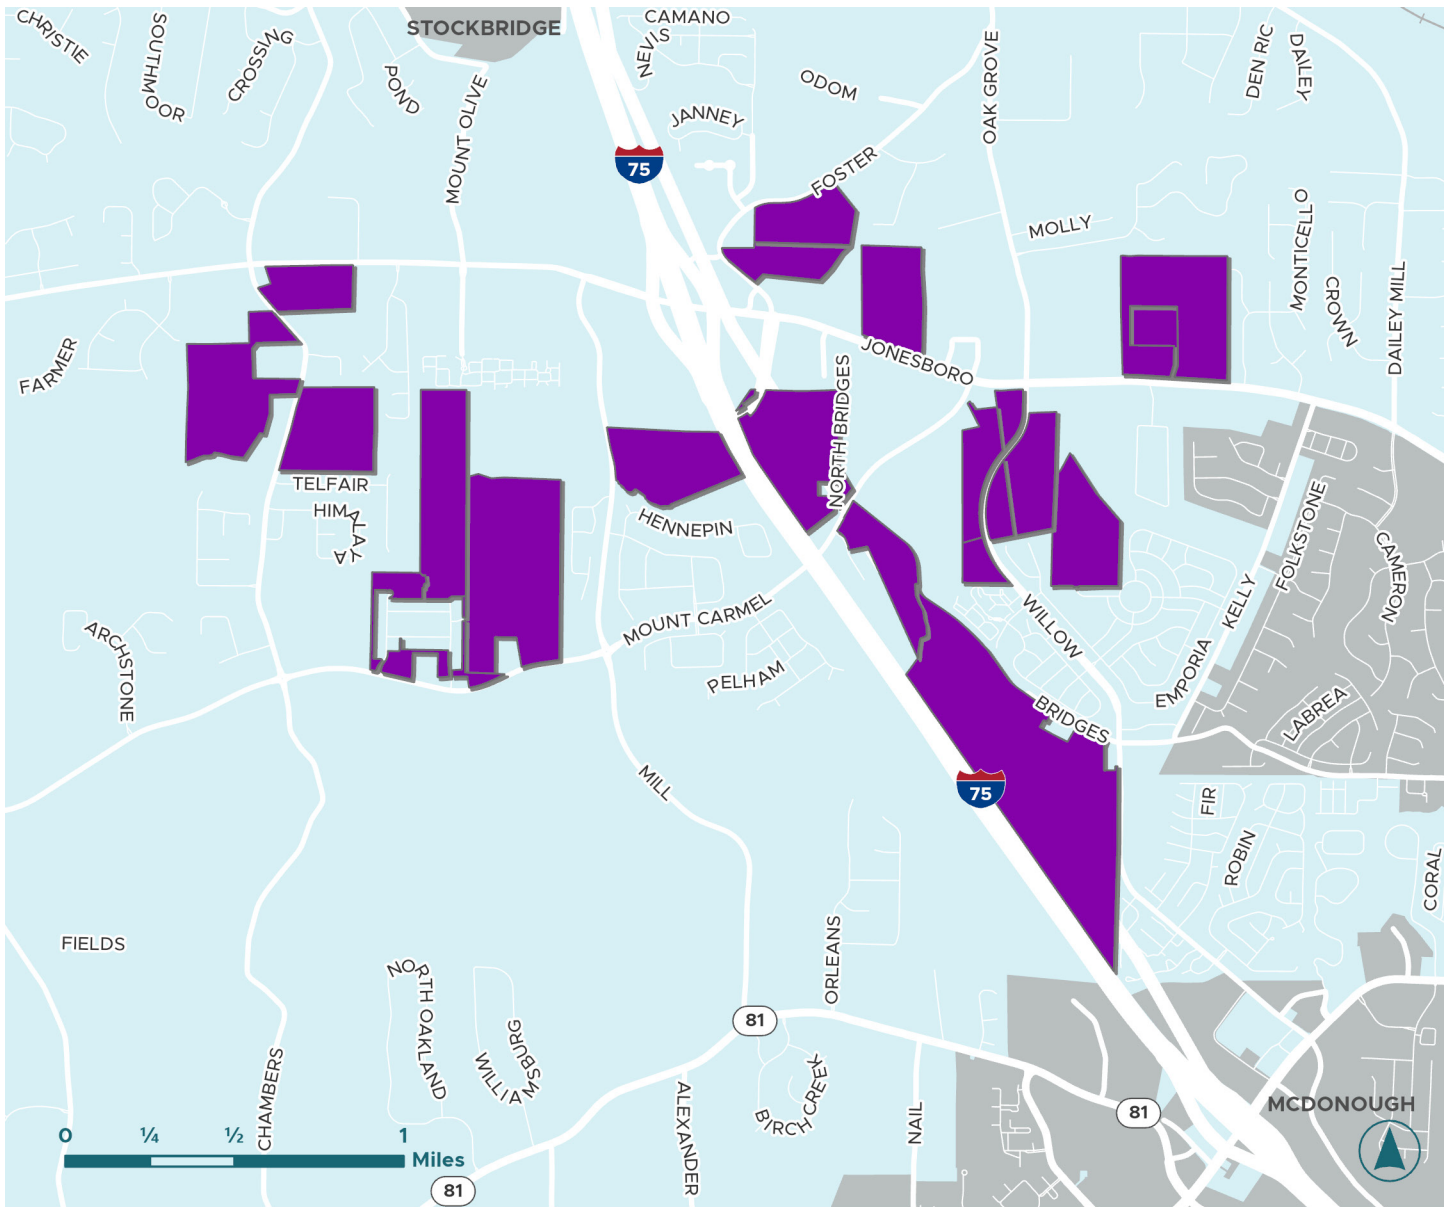 STOCKBRIDGE
CAMANO
CHRISTIE
SOUTHMOOR
CROSSING
POND
MOUNT OLIVE
NEVIS
JANNEY
ODOM
OAK GROVE
DEN RIC
DAILEY
75
FOSTER
MOLLY
MONTICELLO
CROWN
DAILEY MILL
FARMER
JONESBORO
NORTH BRIDGES
TELFAIR
HIMALAYA
HENNEPIN
FOLKSTONE
CAMERON
KELLY
ARCHSTONE
MOUNT CARMEL
WILLOW
PELHAM
EMPORIA
BRIDGES
LABREA
75
MILL
FIR
ROBIN
CORAL
FIELDS
NORTH OAKLAND
WILLIAMSBURG
ORLEANS
81
CHAMBERS
ALEXANDER
BIRCH CREEK
NAIL
81
MCDONOUGH
0 ¼ ½ 1
Miles
81